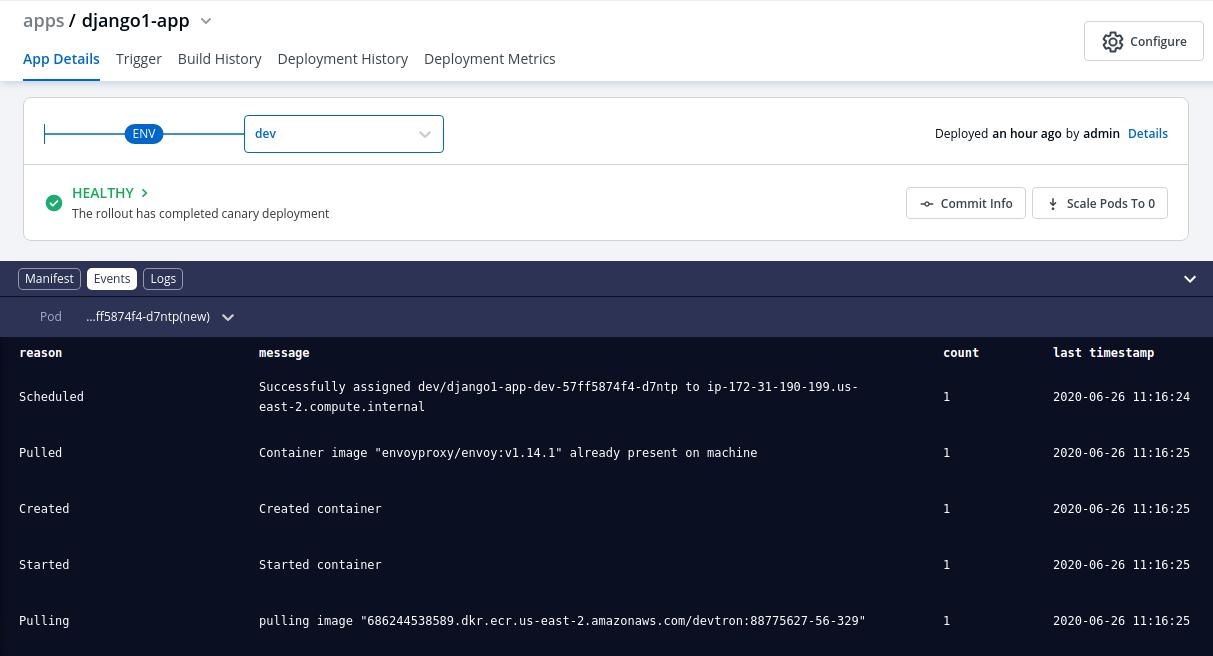 apps / django1-app
Configure
App Details Trigger Build History Deployment History Deployment Metrics
ENV dev Deployed an hour ago by admin Details
HEALTHY
The rollout has completed canary deployment
Commit Info Scale Pods To 0
Manifest Events Logs
Pod ...ff5874f4-d7ntp(new)
reason message count last timestamp
Scheduled Successfully assigned dev/django1-app-dev-57ff5874f4-d7ntp to ip-172-31-190-199.us-
east-2.compute.internal 1 2020-06-26 11:16:24
Pulled Container image "envoyproxy/envoy:v1.14.1" already present on machine 1 2020-06-26 11:16:25
Created Created container 1 2020-06-26 11:16:25
Started Started container 1 2020-06-26 11:16:25
Pulling pulling image "686244538589.dkr.ecr.us-east-2.amazonaws.com/devtron:88775627-56-329" 1 2020-06-26 11:16:25